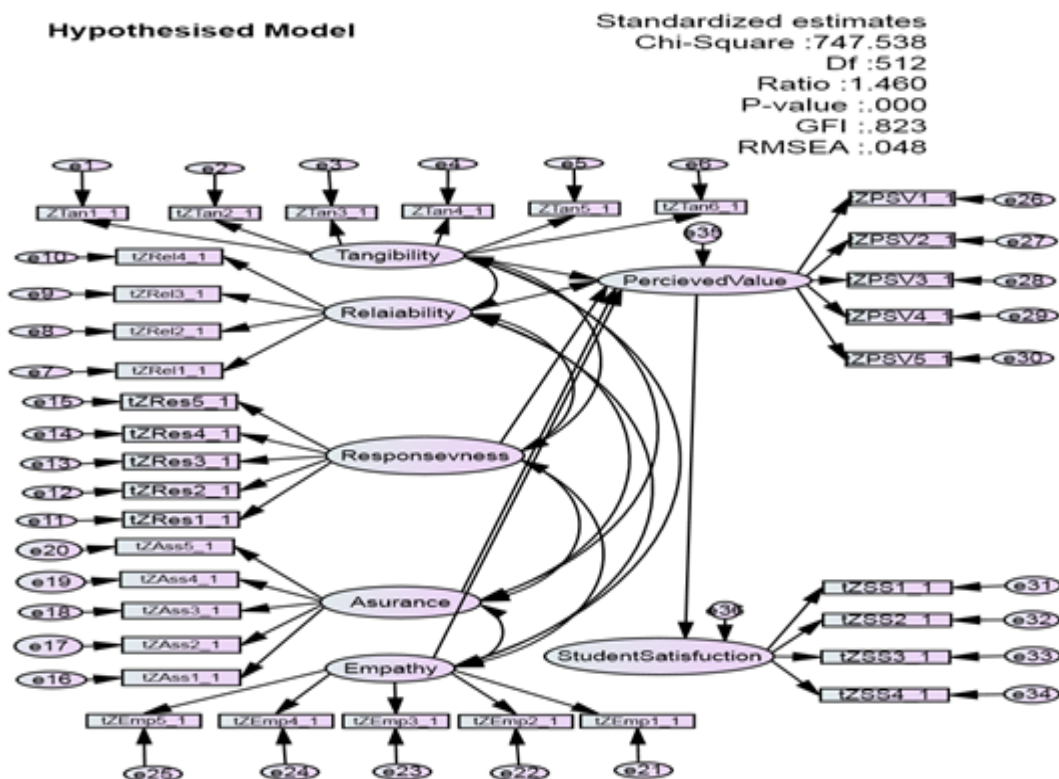 Hypothesised Model
Standardized estimates
Chi-Square :747.538
Df :512
Ratio :1.460
P-value :.000
GFI :.823
RMSEA :.048
e1
e2
e3
e4
e5
e6
ZTan1_1
tZTan2_1
ZTan3_1
ZTan4_1
ZTan5_1
tZTan6_1
Tangibility
e10
tZRel4_1
e9
tZRel3_1
e8
tZRel2_1
e7
tZRel1_1
Relaiability
e35
PercievedValue
tZPSV1_1
e26
tZPSV2_1
e27
tZPSV3_1
e28
tZPSV4_1
e29
tZPSV5_1
e30
e15
tZRes5_1
e14
tZRes4_1
e13
tZRes3_1
e12
tZRes2_1
e11
tZRes1_1
Responsevness
e20
tZAss5_1
e19
tZAss4_1
e18
tZAss3_1
e17
tZAss2_1
e16
tZAss1_1
Asurance
e36
StudentSatisfuction
tZSS1_1
e31
tZSS2_1
e32
tZSS3_1
e33
tZSS4_1
e34
Empathy
tZEmp5_1
tZEmp4_1
tZEmp3_1
tZEmp2_1
tZEmp1_1
e25
e24
e23
e22
e21